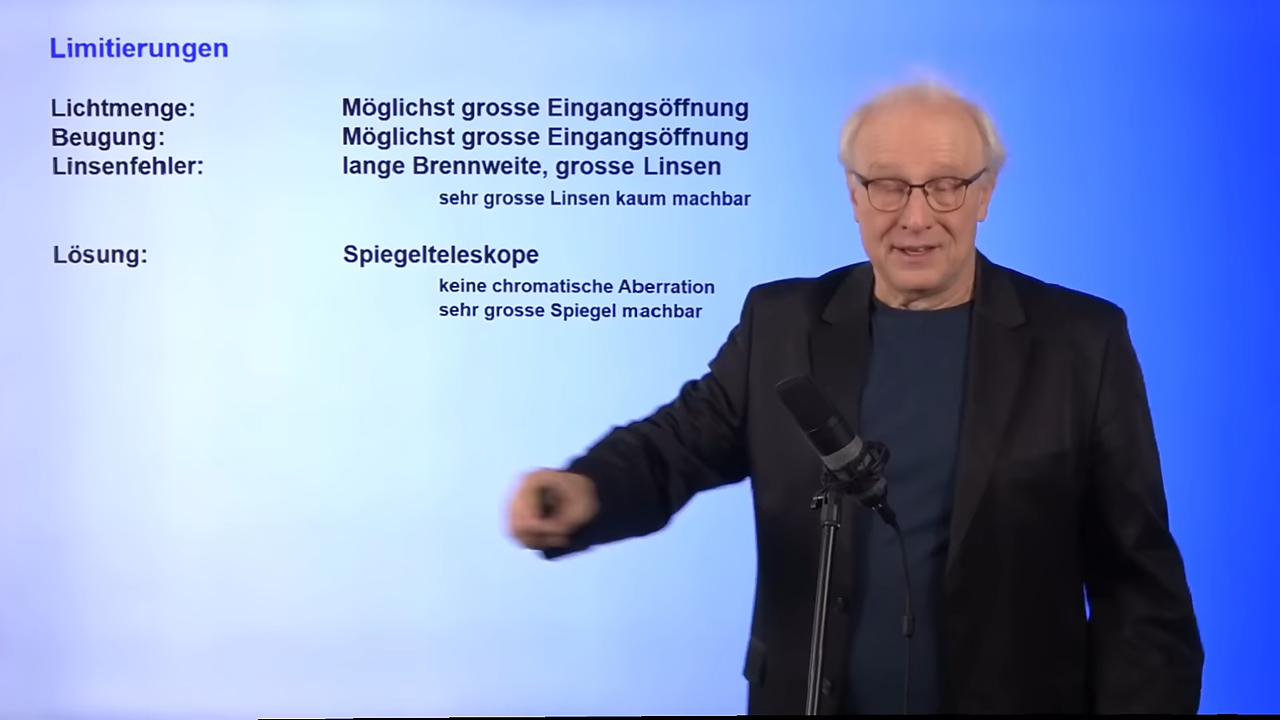 Limitierungen
Lichtmenge: Möglichst grosse Eingangsöffnung
Beugung: Möglichst grosse Eingangsöffnung
Linsenfehler: lange Brennweite, grosse Linsen
sehr grosse Linsen kaum machbar
Lösung: Spiegelteleskope
keine chromatische Aberration
sehr grosse Spiegel machbar